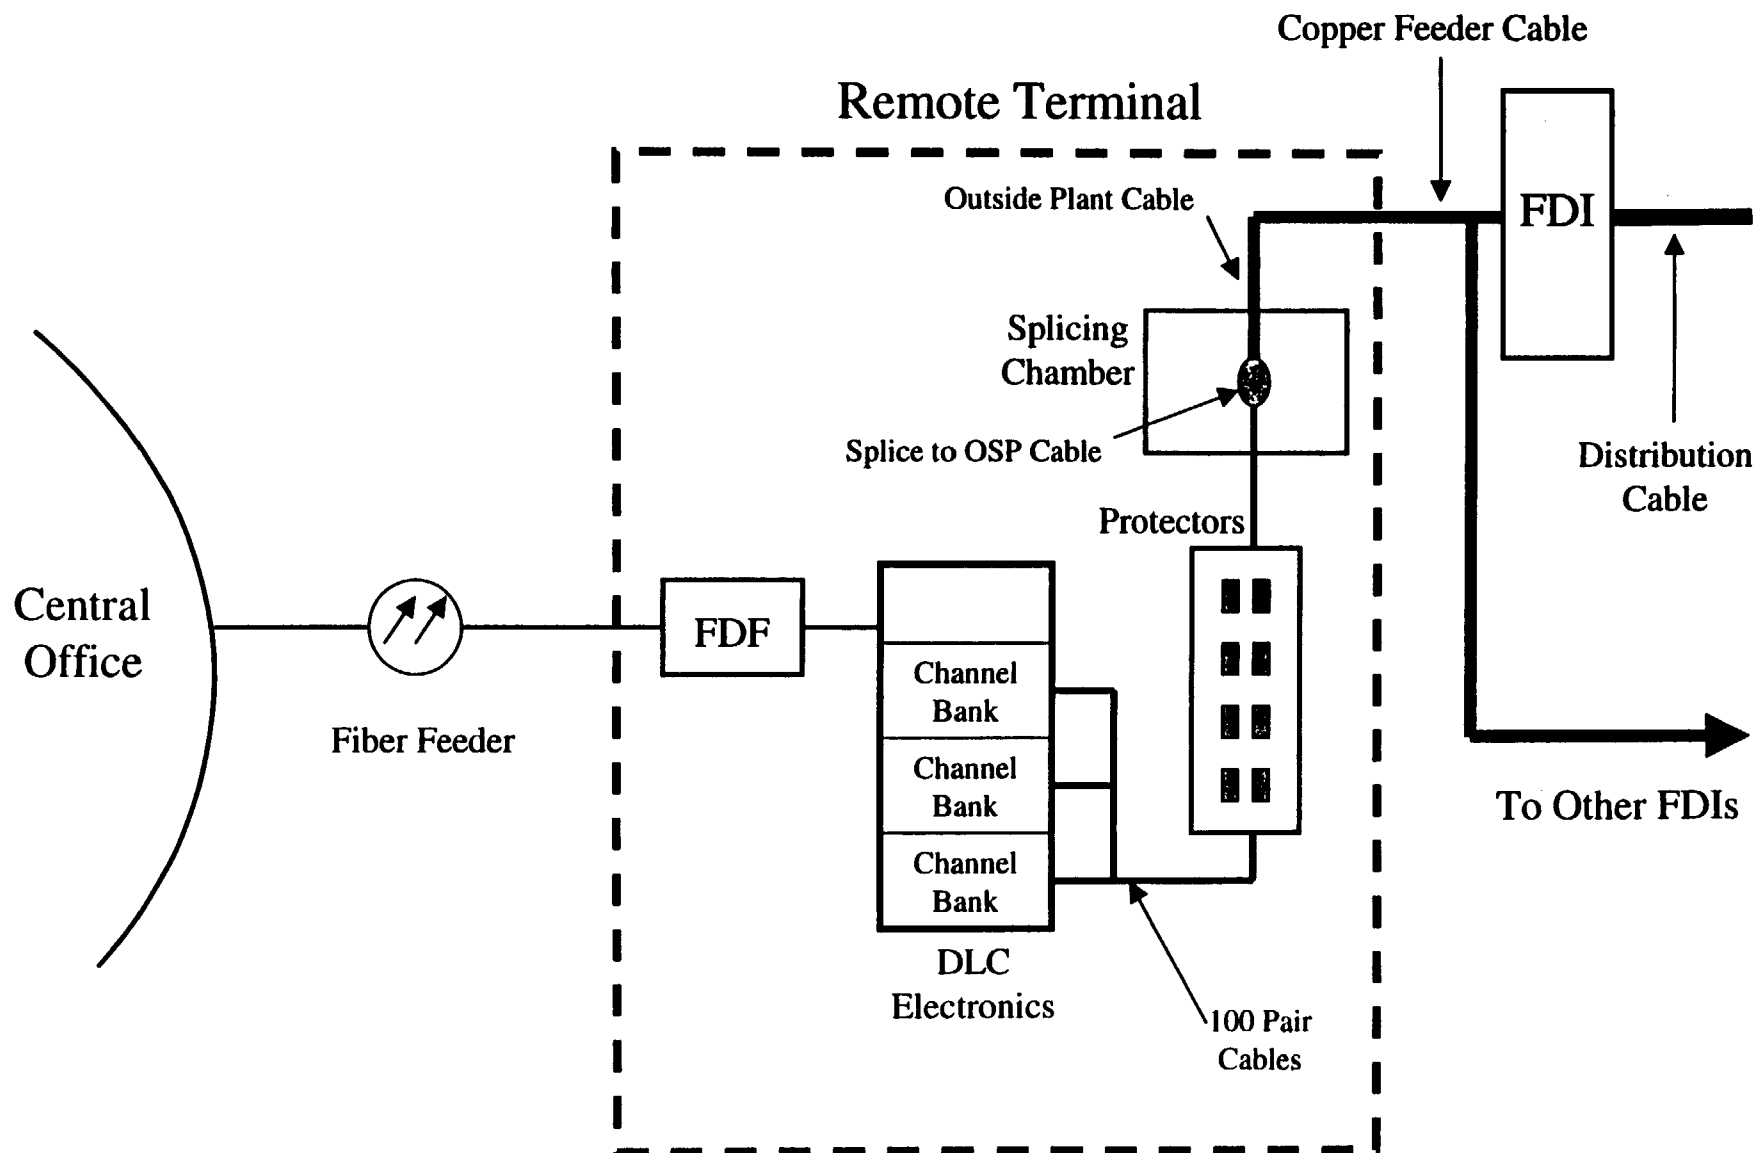 Copper Feeder Cable
Remote Terminal
Outside Plant Cable
FDI
Splicing
Chamber
Splice to OSP Cable
Distribution
Cable
Protectors
Central
Office
FDF
Fiber Feeder
Channel
Bank
Channel
Bank
Channel
Bank
To Other FDIs
DLC
Electronics
100 Pair
Cables